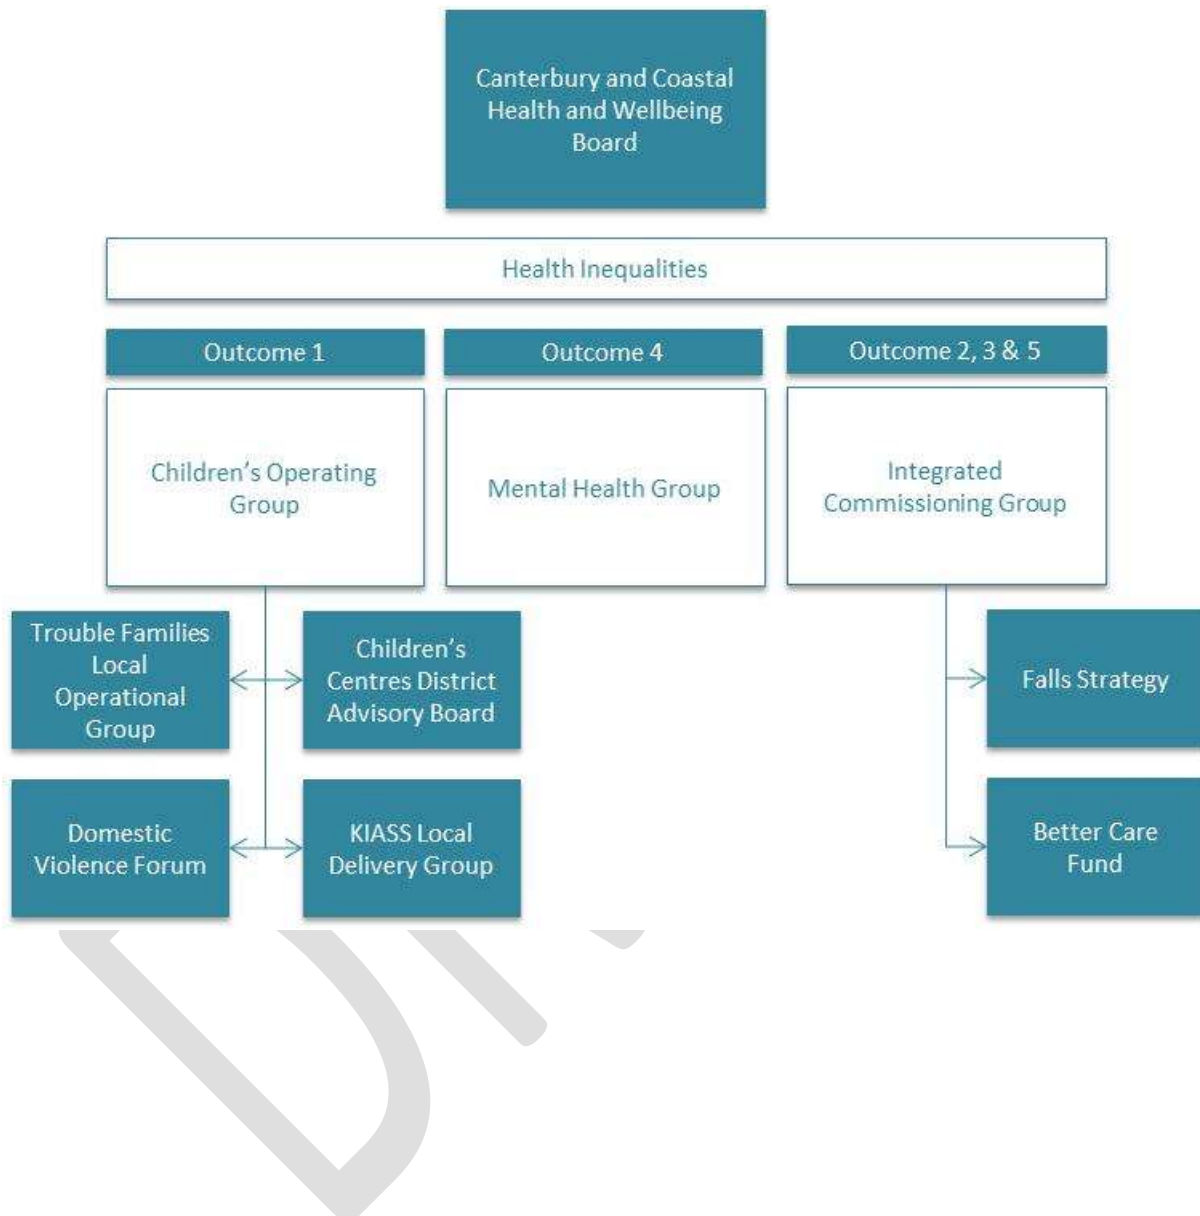 Canterbury and Coastal
Health and Wellbeing
Board
Health Inequalities
Outcome 1
Outcome 4
Outcome 2, 3 & 5
Children's Operating
Group
Mental Health Group
Integrated
Commissioning Group
Trouble Families
Local
Operational
Group
Children's
Centres District
Advisory Board
Falls Strategy
Domestic
Violence Forum
KIASS Local
Delivery Group
Better Care
Fund